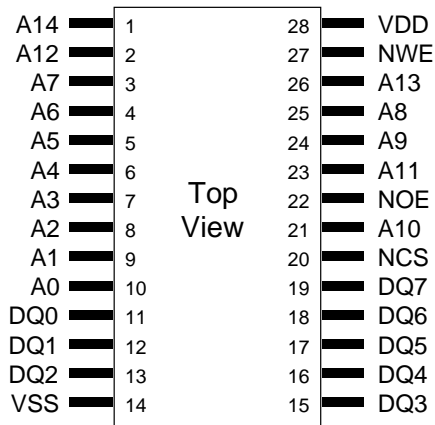 A14 1 28 VDD
A12 2 27 NWE
A7 3 26 A13
A6 4 25 A8
A5 5 24 A9
A4 6 23 A11
A3 7 22 NOE
A2 8 21 A10
A1 9 20 NCS
A0 10 19 DQ7
DQ0 11 18 DQ6
DQ1 12 17 DQ5
DQ2 13 16 DQ4
VSS 14 15 DQ3
Top
View